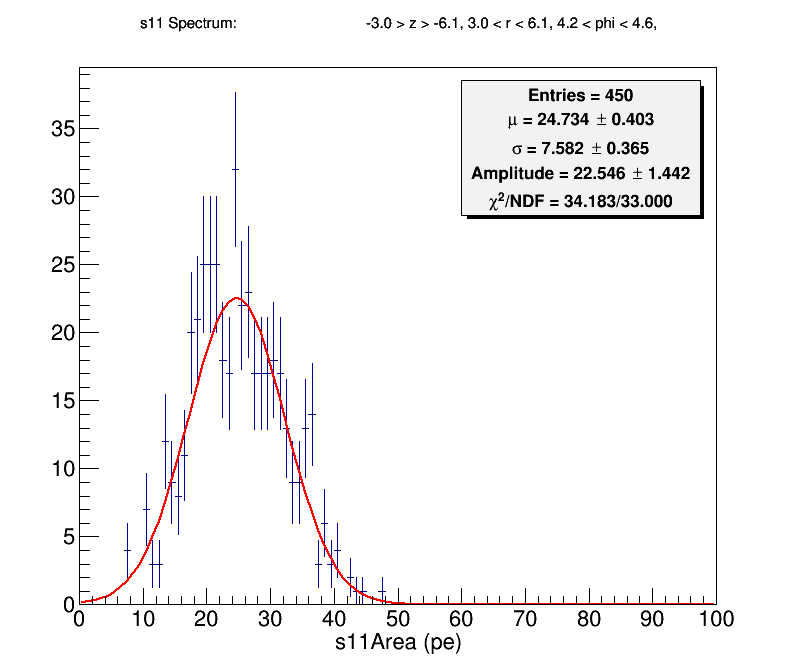 s11 Spectrum: -3.0 > z > -6.1, 3.0 < r < 6.1, 4.2 < phi < 4.6,
Entries = 450
μ = 24.734 ± 0.403
σ = 7.582 ± 0.365
Amplitude = 22.546 ± 1.442
χ²/NDF = 34.183/33.000
35
30
25
20
15
10
5
0
0 10 20 30 40 50 60 70 80 90 100
s11Area (pe)